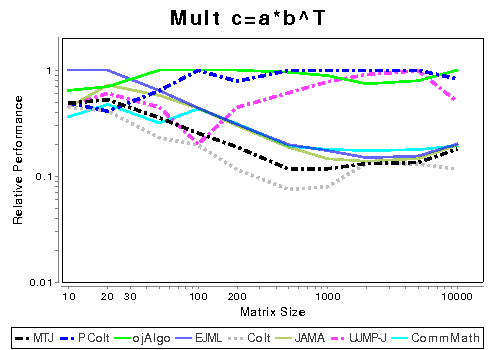 Mult c=a*b^T
Relative Performance
1
0.1
0.01
10 20 30 100 200 1000 2000 10000
Matrix Size
MTJ PColt ojAlgo EJML Colt JAMA UJMP-J CommMath